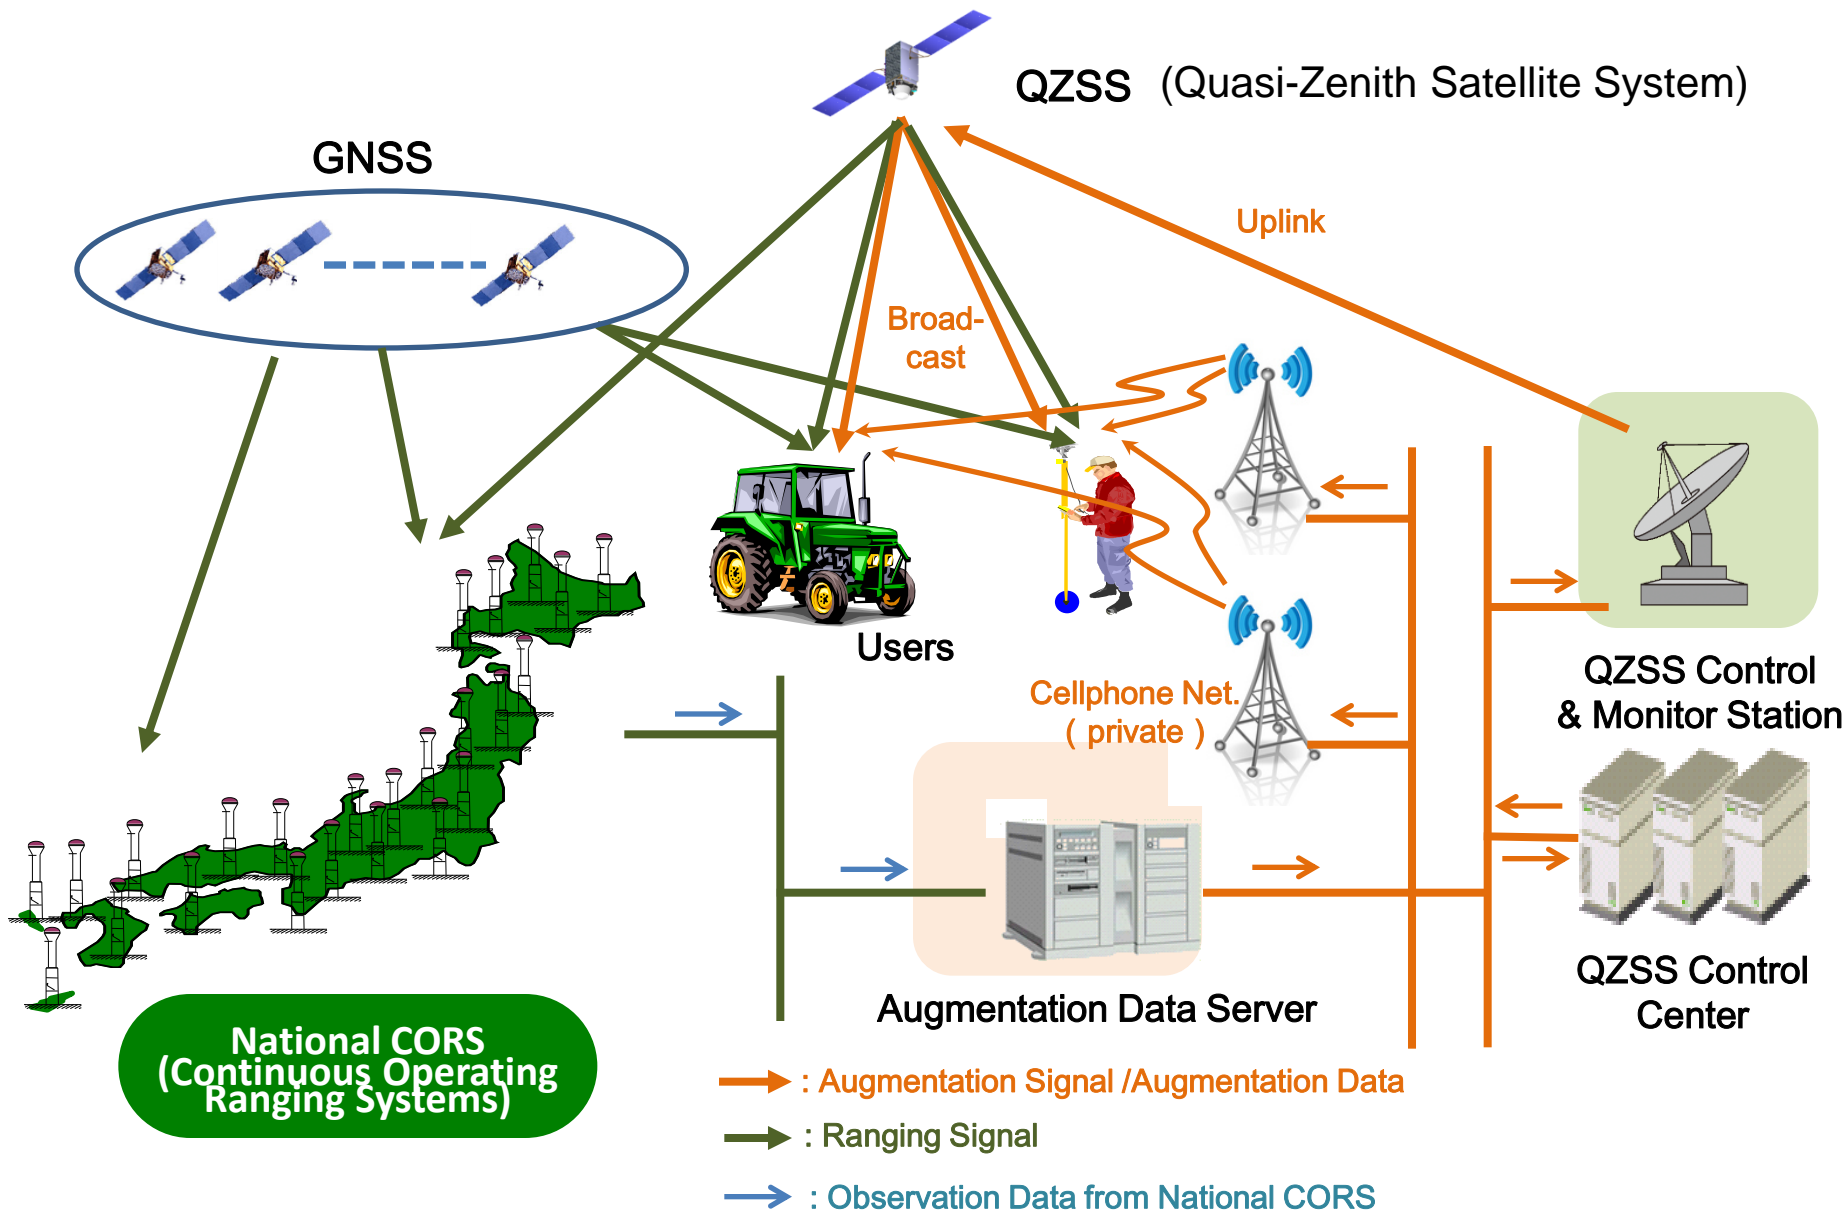 QZSS (Quasi-Zenith Satellite System)
GNSS
Uplink
Broad-
cast
Users
Cellphone Net.
( private )
QZSS Control
& Monitor Station
QZSS Control
Center
Augmentation Data Server
National CORS
(Continuous Operating
Ranging Systems)
: Augmentation Signal /Augmentation Data
: Ranging Signal
: Observation Data from National CORS